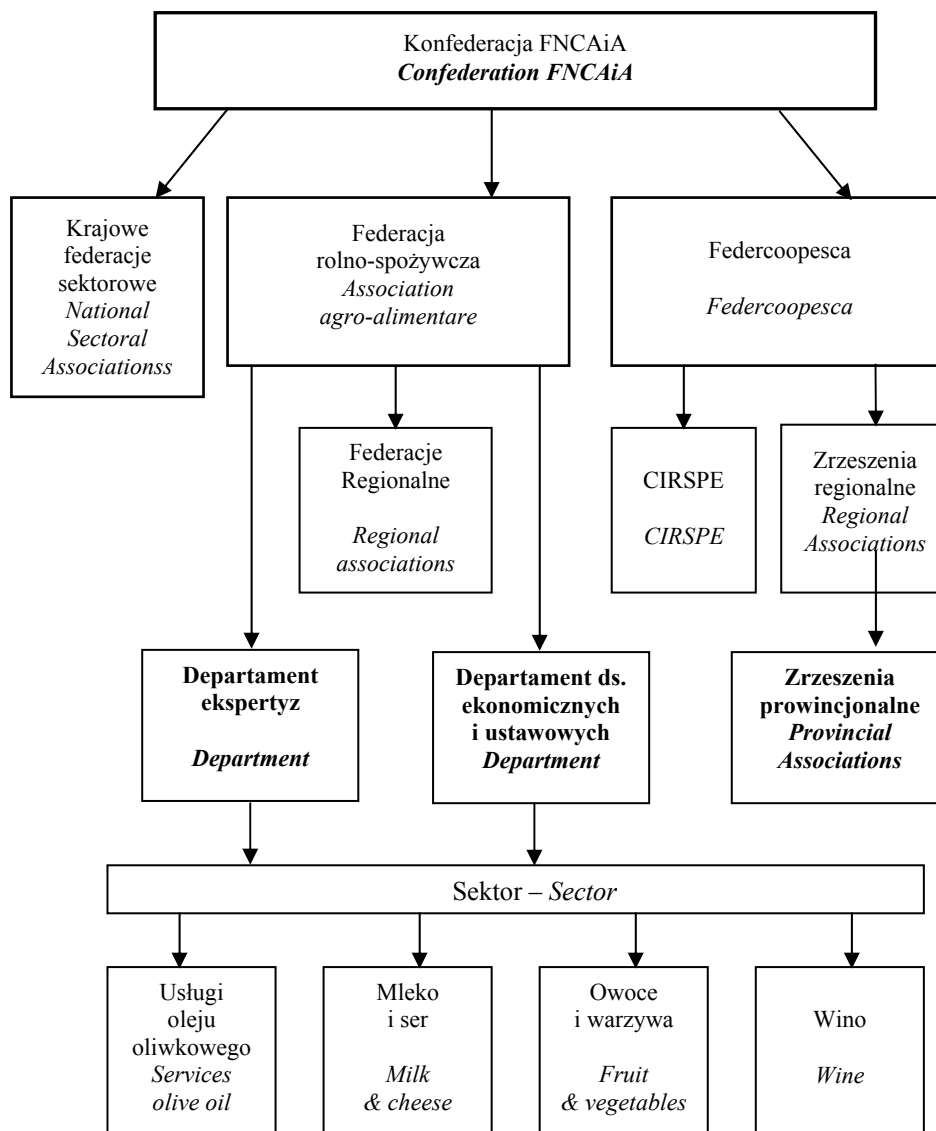 Konfederacja FNCAiA
Confederation FNCAiA
Krajowe
federacje
sektorowe
National
Sectoral
Associationss
Federacja
rolno-spożywcza
Association
agro-alimentare
Federcoopesca
Federcoopesca
Federacje
Regionalne
Regional
associations
CIRSPE
CIRSPE
Zrzeszenia
regionalne
Regional
Associations
Departament
ekspertyz
Department
Departament ds.
ekonomicznych
i ustawowych
Department
Zrzeszenia
prowincjonalne
Provincial
Associations
Sektor – Sector
Usługi
oleju
oliwkowego
Services
olive oil
Mleko
i ser
Milk
& cheese
Owoce
i warzywa
Fruit
& vegetables
Wino
Wine